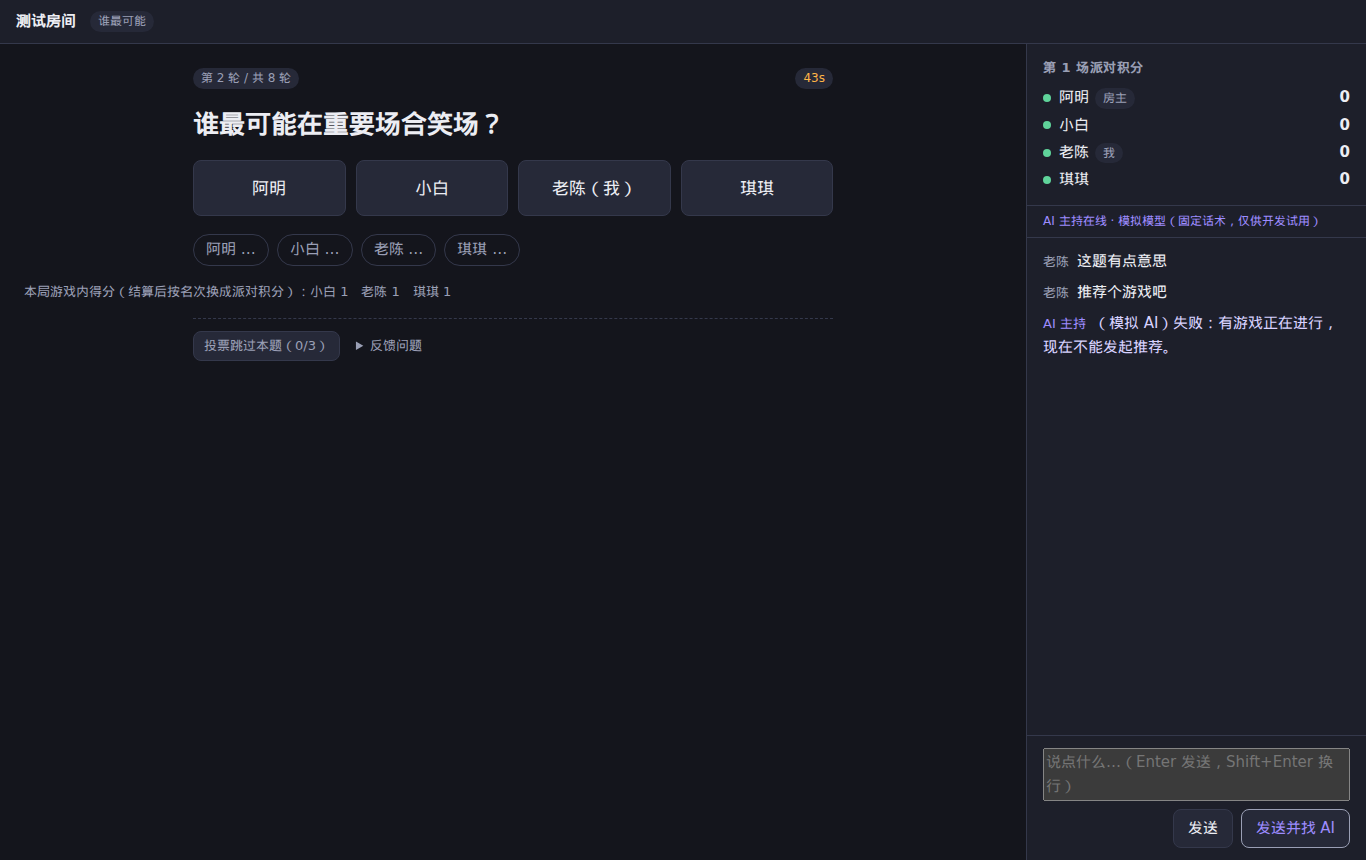 测试房间 谁最可能
第 2 轮 / 共 8 轮 43s
谁最可能在重要场合笑场？
阿明 小白 老陈（我） 琪琪
阿明 … 小白 … 老陈 … 琪琪 …
本局游戏内得分（结算后按名次换成派对积分）：小白 1 老陈 1 琪琪 1
投票跳过本题（0/3） ▶ 反馈问题
第 1 场派对积分
阿明 房主 0
小白 0
老陈 我 0
琪琪 0
AI 主持在线 · 模拟模型（固定话术，仅供开发试用）
老陈 这题有点意思
老陈 推荐个游戏吧
AI 主持 （模拟 AI）失败：有游戏正在进行，
现在不能发起推荐。
说点什么…（Enter 发送，Shift+Enter 换
行）
发送 发送并找 AI